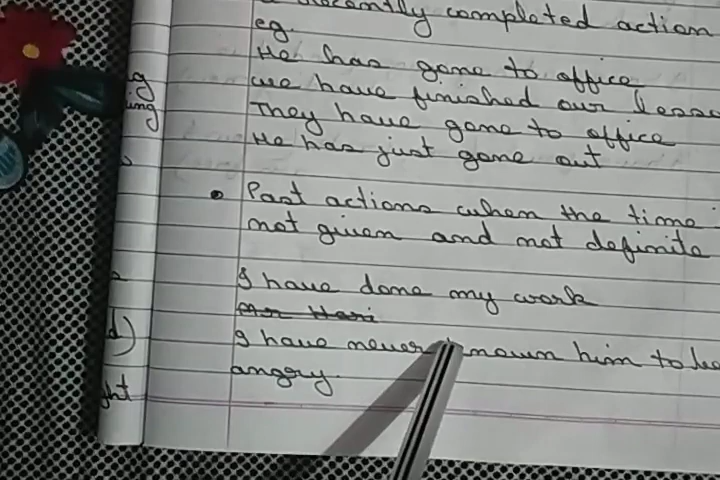 recently completed action
eg.
He has gone to office
we have finished our
They have gone to office
He has just gone out
Past actions when the time
not given and not definite
I have done my work
Mr Hari
I have never known him to
angry.